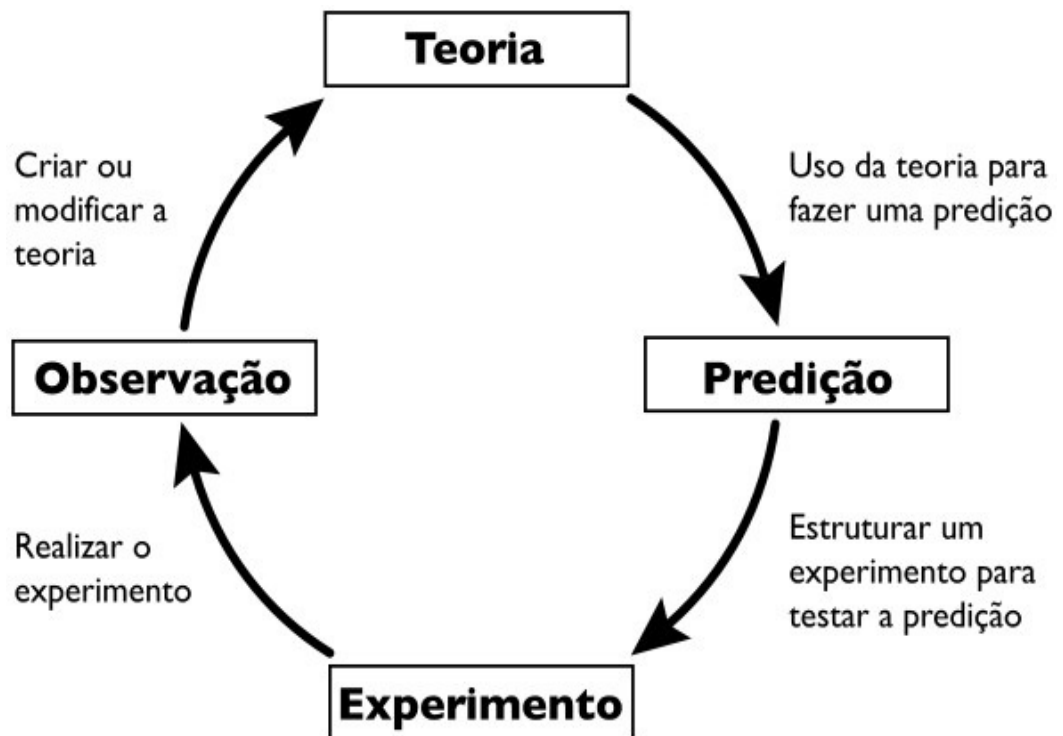 Teoria
Criar ou
modificar a
teoria
Uso da teoria para
fazer uma predição
Observação
Predição
Realizar o
experimento
Estruturar um
experimento para
testar a predição
Experimento